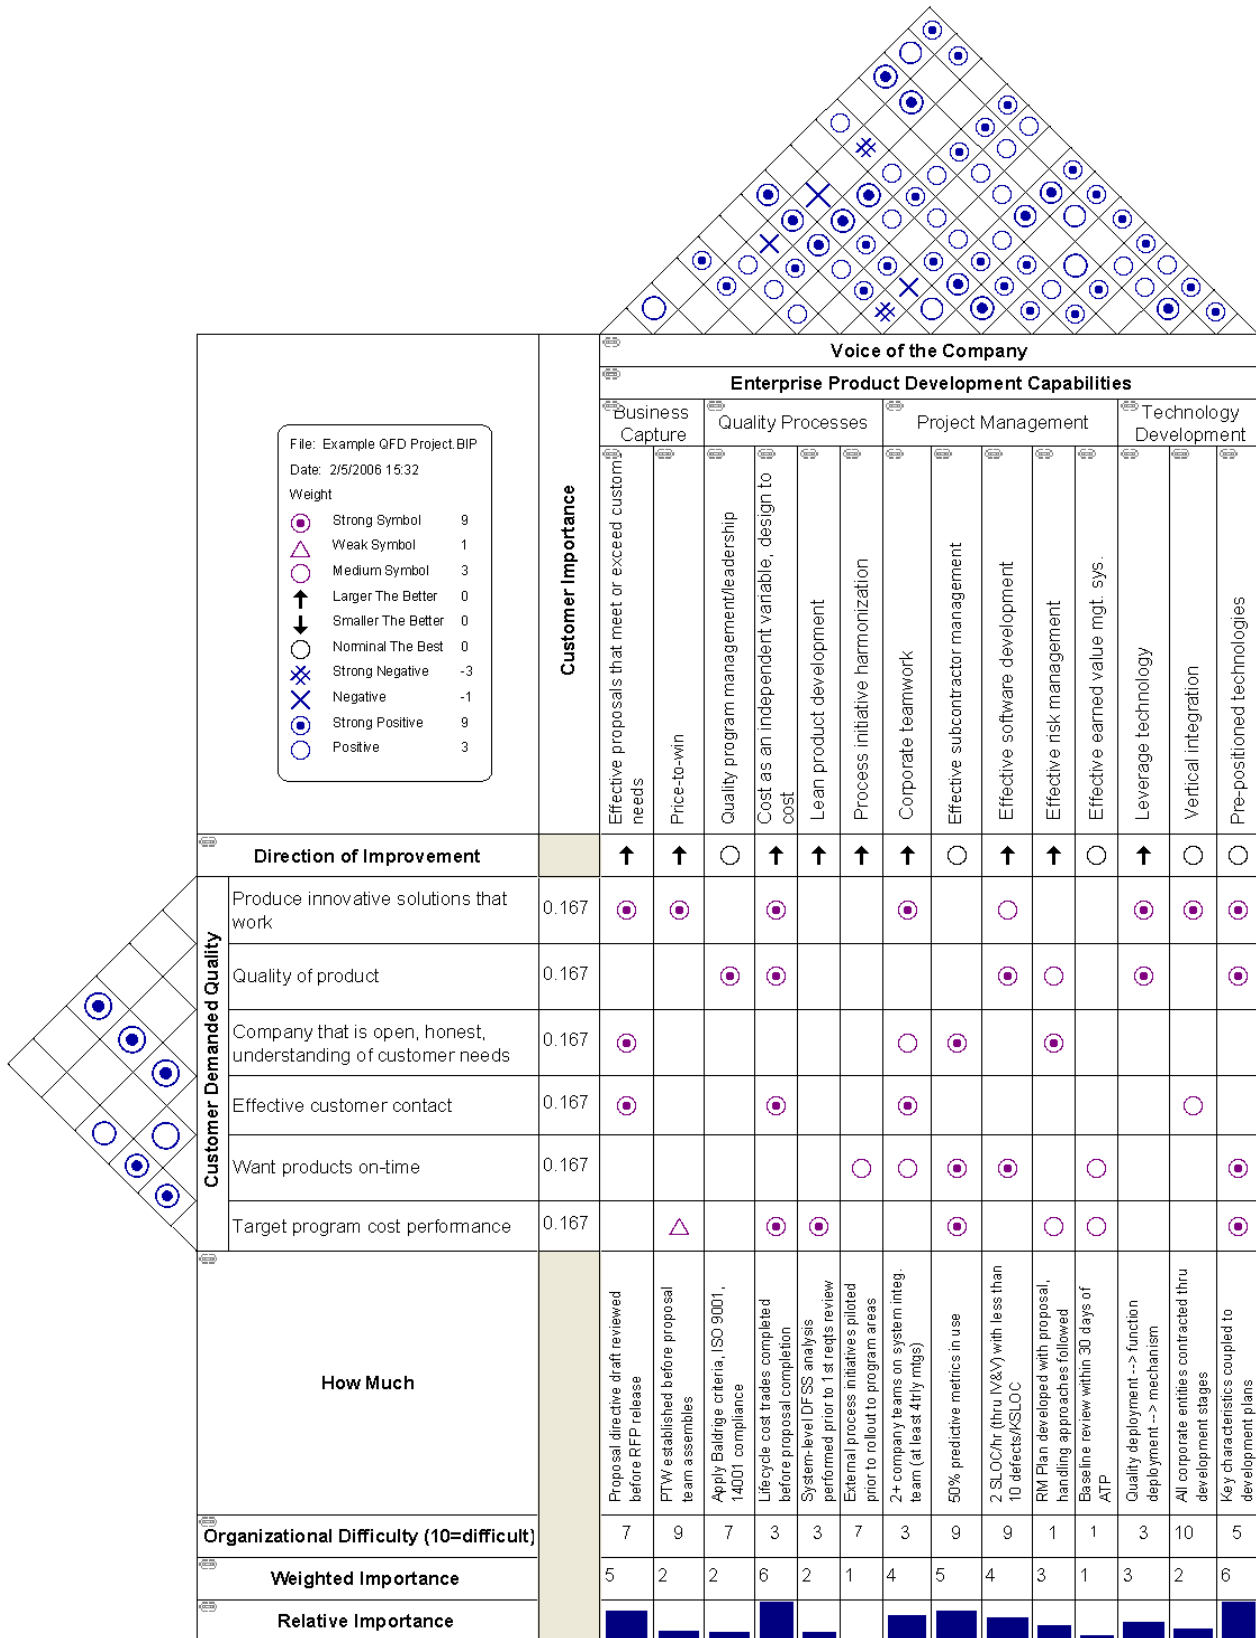 Voice of the Company
Enterprise Product Development Capabilities
Business
Capture
Quality Processes
Project Management
Technology
Development
File: Example QFD Project.BIP
Date: 2/5/2006 15:32
Weight
Strong Symbol 9
Weak Symbol 1
Medium Symbol 3
Larger The Better 0
Smaller The Better 0
Norminal The Best 0
Strong Negative -3
Negative -1
Strong Positive 9
Positive 3
Customer Importance
Effective proposals that meet or exceed custom
needs
Price-to-win
Quality program management/leadership
Cost as an independent variable, design to
cost
Lean product development
Process initiative harmonization
Corporate teamwork
Effective subcontractor management
Effective software development
Effective risk management
Effective earned value mgt. sys.
Leverage technology
Vertical integration
Pre-positioned technologies
Direction of Improvement
Customer Demanded Quality
Produce innovative solutions that
work
0.167
Quality of product
0.167
Company that is open, honest,
understanding of customer needs
0.167
Effective customer contact
0.167
Want products on-time
0.167
Target program cost performance
0.167
How Much
Proposal directive draft reviewed
before RFP release
PTW established before proposal
team assembles
Apply Baldrige criteria, ISO 9001,
14001 compliance
Lifecycle cost trades completed
before proposal completion
System-level DFSS analysis
performed prior to 1st reqts review
External process initiatives piloted
prior to rollout to program areas
2+ company teams on system integ.
team (at least 4trly mtgs)
50% predictive metrics in use
2 SLOC/hr (thru IV&V) with less than
10 defects/KSLOC
RM Plan developed with proposal,
handling approaches followed
Baseline review within 30 days of
ATP
Quality deployment --> function
deployment --> mechanism
All corporate entities contracted thru
development stages
Key characteristics coupled to
development plans
Organizational Difficulty (10=difficult)
7 9 7 3 3 7 3 9 9 1 1 3 10 5
Weighted Importance
5 2 2 6 2 1 4 5 4 3 1 3 2 6
Relative Importance